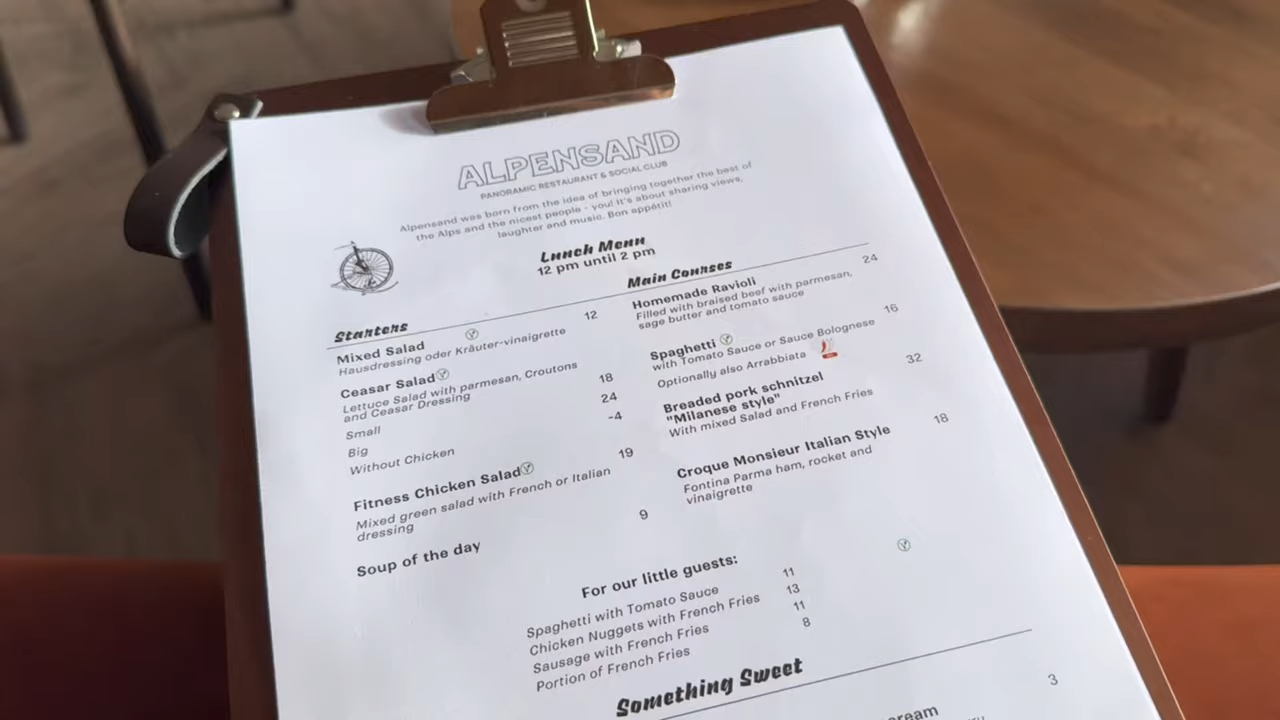 ALPENSAND
PANORAMIC RESTAURANT & SOCIAL CLUB
Alpensand was born from the idea of bringing together the best of
the Alps and the nicest people - you! It's about sharing views,
laughter and music. Bon appétit!
Lunch Menu
12 pm until 2 pm
Starters
Mixed Salad 12
Hausdressing oder Kräuter-vinaigrette
Ceasar Salad
Lettuce Salad with parmesan, Croutons
and Ceasar Dressing
Small 18
Big 24
Without Chicken -4
Fitness Chicken Salad 19
Mixed green salad with French or Italian
dressing
Soup of the day 9
Main Courses
Homemade Ravioli 24
Filled with braised beef with parmesan,
sage butter and tomato sauce
Spaghetti 16
with Tomato Sauce or Sauce Bolognese
Optionally also Arrabbiata
Breaded pork schnitzel 32
"Milanese style"
With mixed Salad and French Fries
Croque Monsieur Italian Style 18
Fontina Parma ham, rocket and
vinaigrette
For our little guests:
Spaghetti with Tomato Sauce 11
Chicken Nuggets with French Fries 13
Sausage with French Fries 11
Portion of French Fries 8
Something Sweet
3